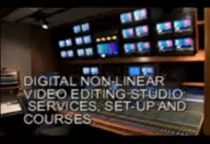 DIGITAL NON-LINEAR
VIDEO EDITING STUDIO:
SERVICES, SET-UP AND
COURSES.